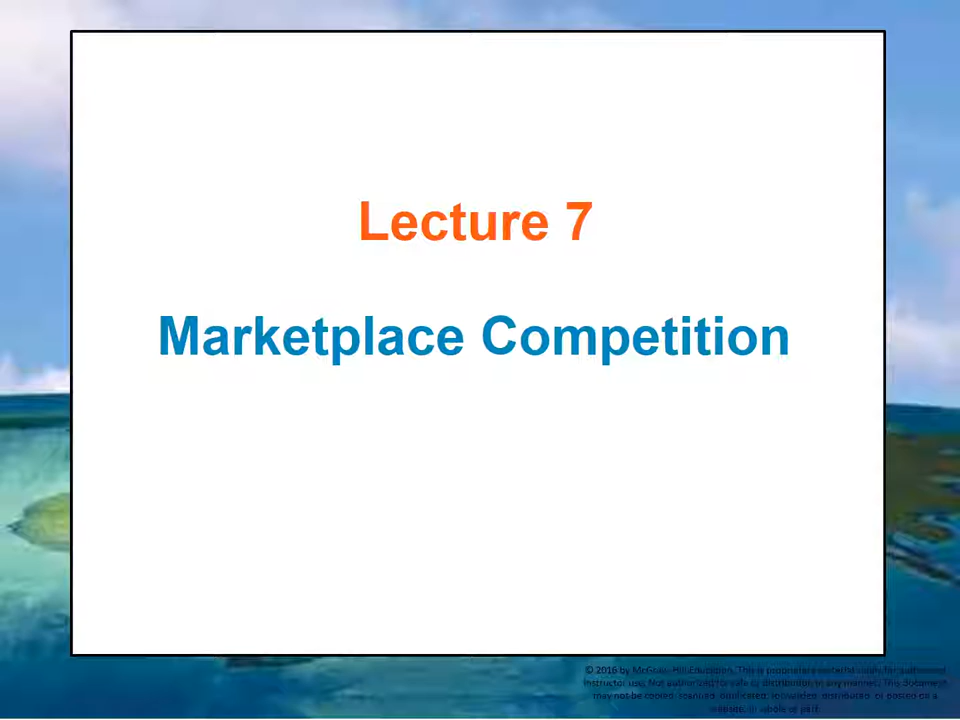 Lecture 7
Marketplace Competition
© 2016 by McGraw-Hill Education. This is proprietary material solely for authorized
instructor use. Not authorized for sale or distribution in any manner. This document
may not be copied, scanned, duplicated, forwarded, distributed, or posted on a
website, in whole or part.